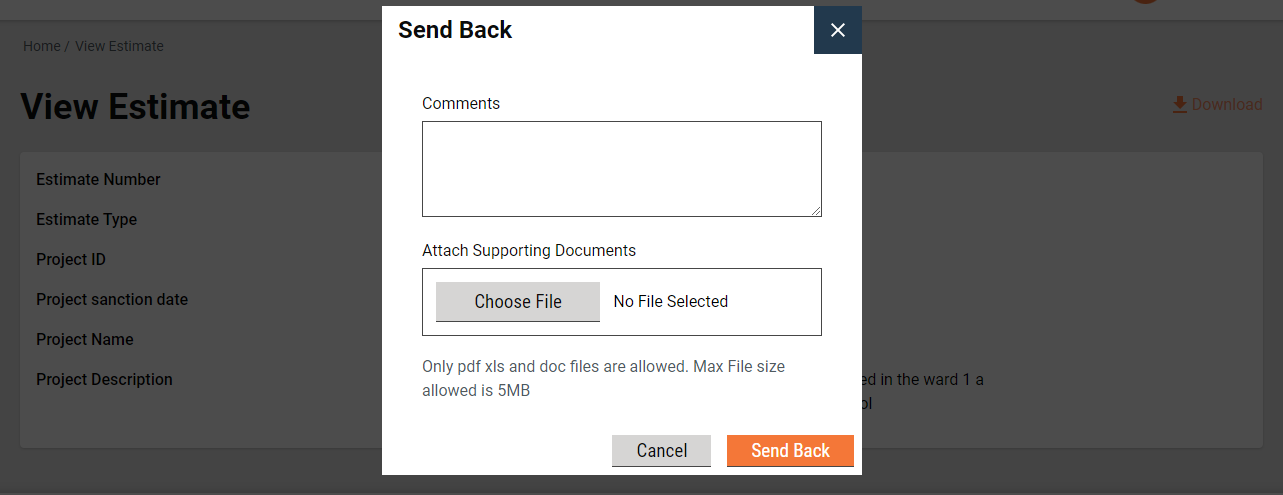 Send Back
Home / View Estimate
View Estimate
Download
Comments
Estimate Number
Estimate Type
Attach Supporting Documents
Project ID
Choose File
No File Selected
Project sanction date
Project Name
Only pdf xls and doc files are allowed. Max File size
allowed is 5MB
Project Description
ed in the ward 1 a
ol
Cancel
Send Back